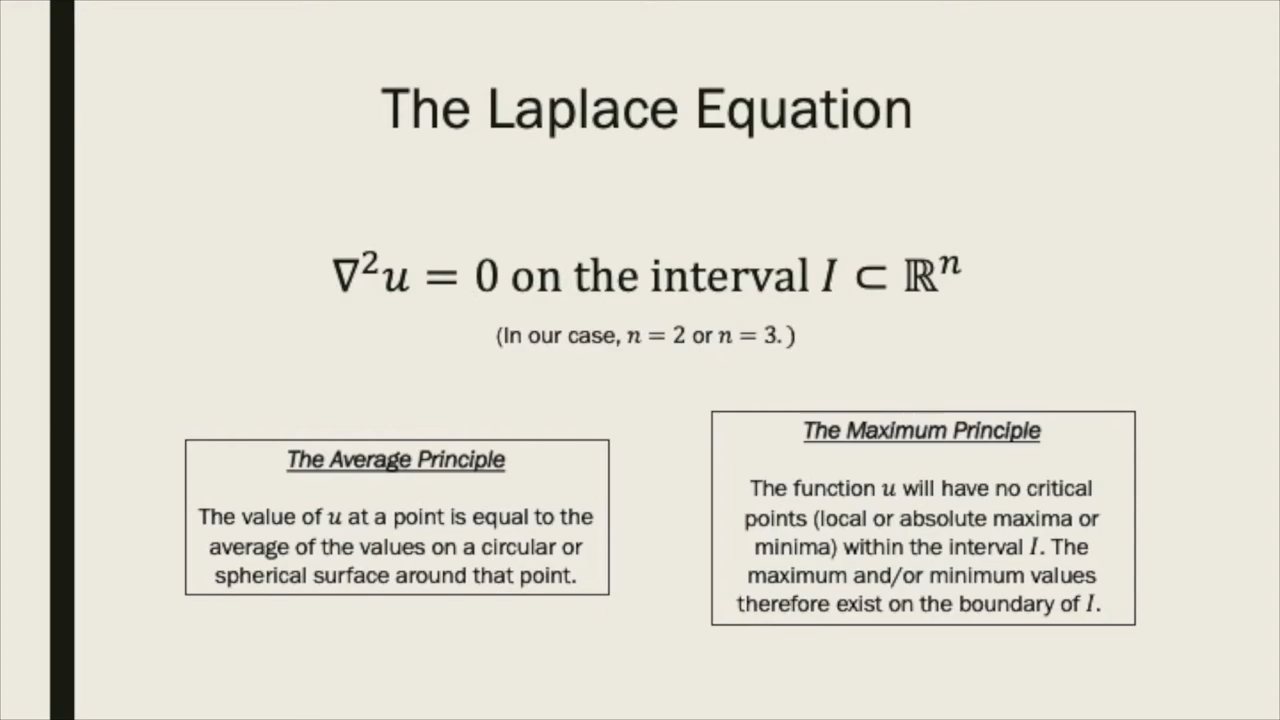 The Laplace Equation
∇²u = 0 on the interval I ⊂ ℝⁿ
(In our case, n = 2 or n = 3. )
The Average Principle
The value of u at a point is equal to the
average of the values on a circular or
spherical surface around that point.
The Maximum Principle
The function u will have no critical
points (local or absolute maxima or
minima) within the interval I. The
maximum and/or minimum values
therefore exist on the boundary of I.